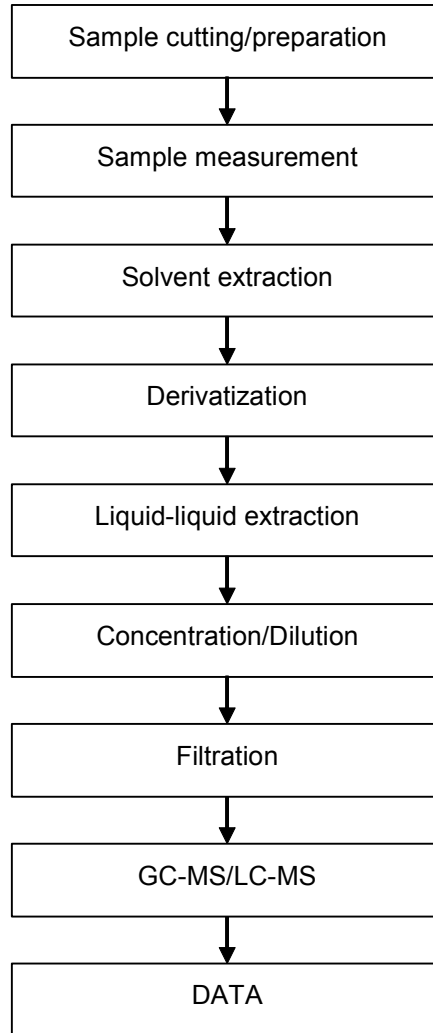 Sample cutting/preparation
Sample measurement
Solvent extraction
Derivatization
Liquid-liquid extraction
Concentration/Dilution
Filtration
GC-MS/LC-MS
DATA